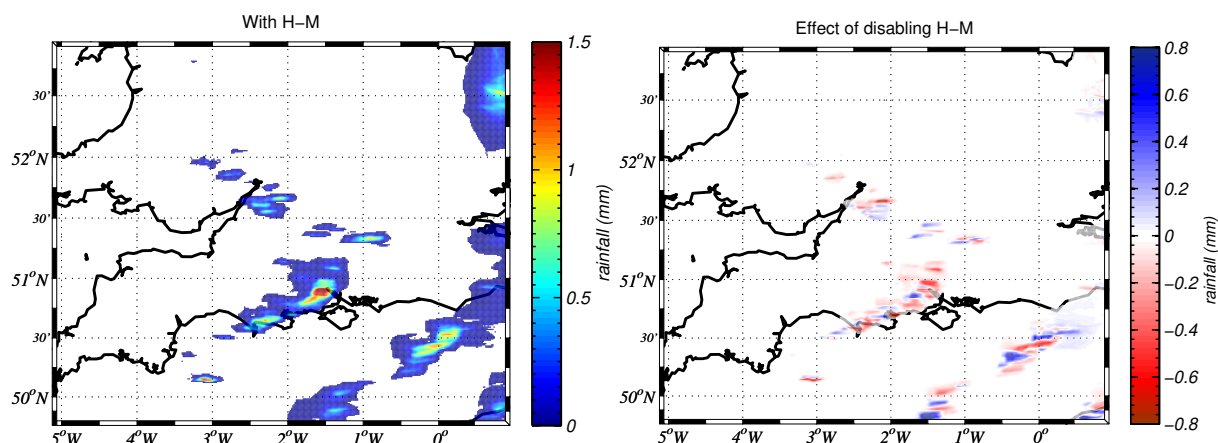 With H−M
30'
52°N
30'
51°N
30'
50°N
5°W
4°W
3°W
2°W
1°W
0°
1.5
1
0.5
0
rainfall (mm)
Effect of disabling H−M
30'
52°N
30'
51°N
30'
50°N
5°W
4°W
3°W
2°W
1°W
0°
0.8
0.6
0.4
0.2
0
−0.2
−0.4
−0.6
−0.8
rainfall (mm)